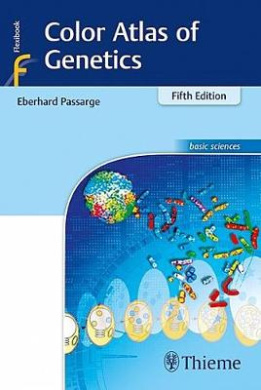 Flexibook
Color Atlas of
Genetics
Eberhard Passarge
Fifth Edition
basic sciences
Thieme